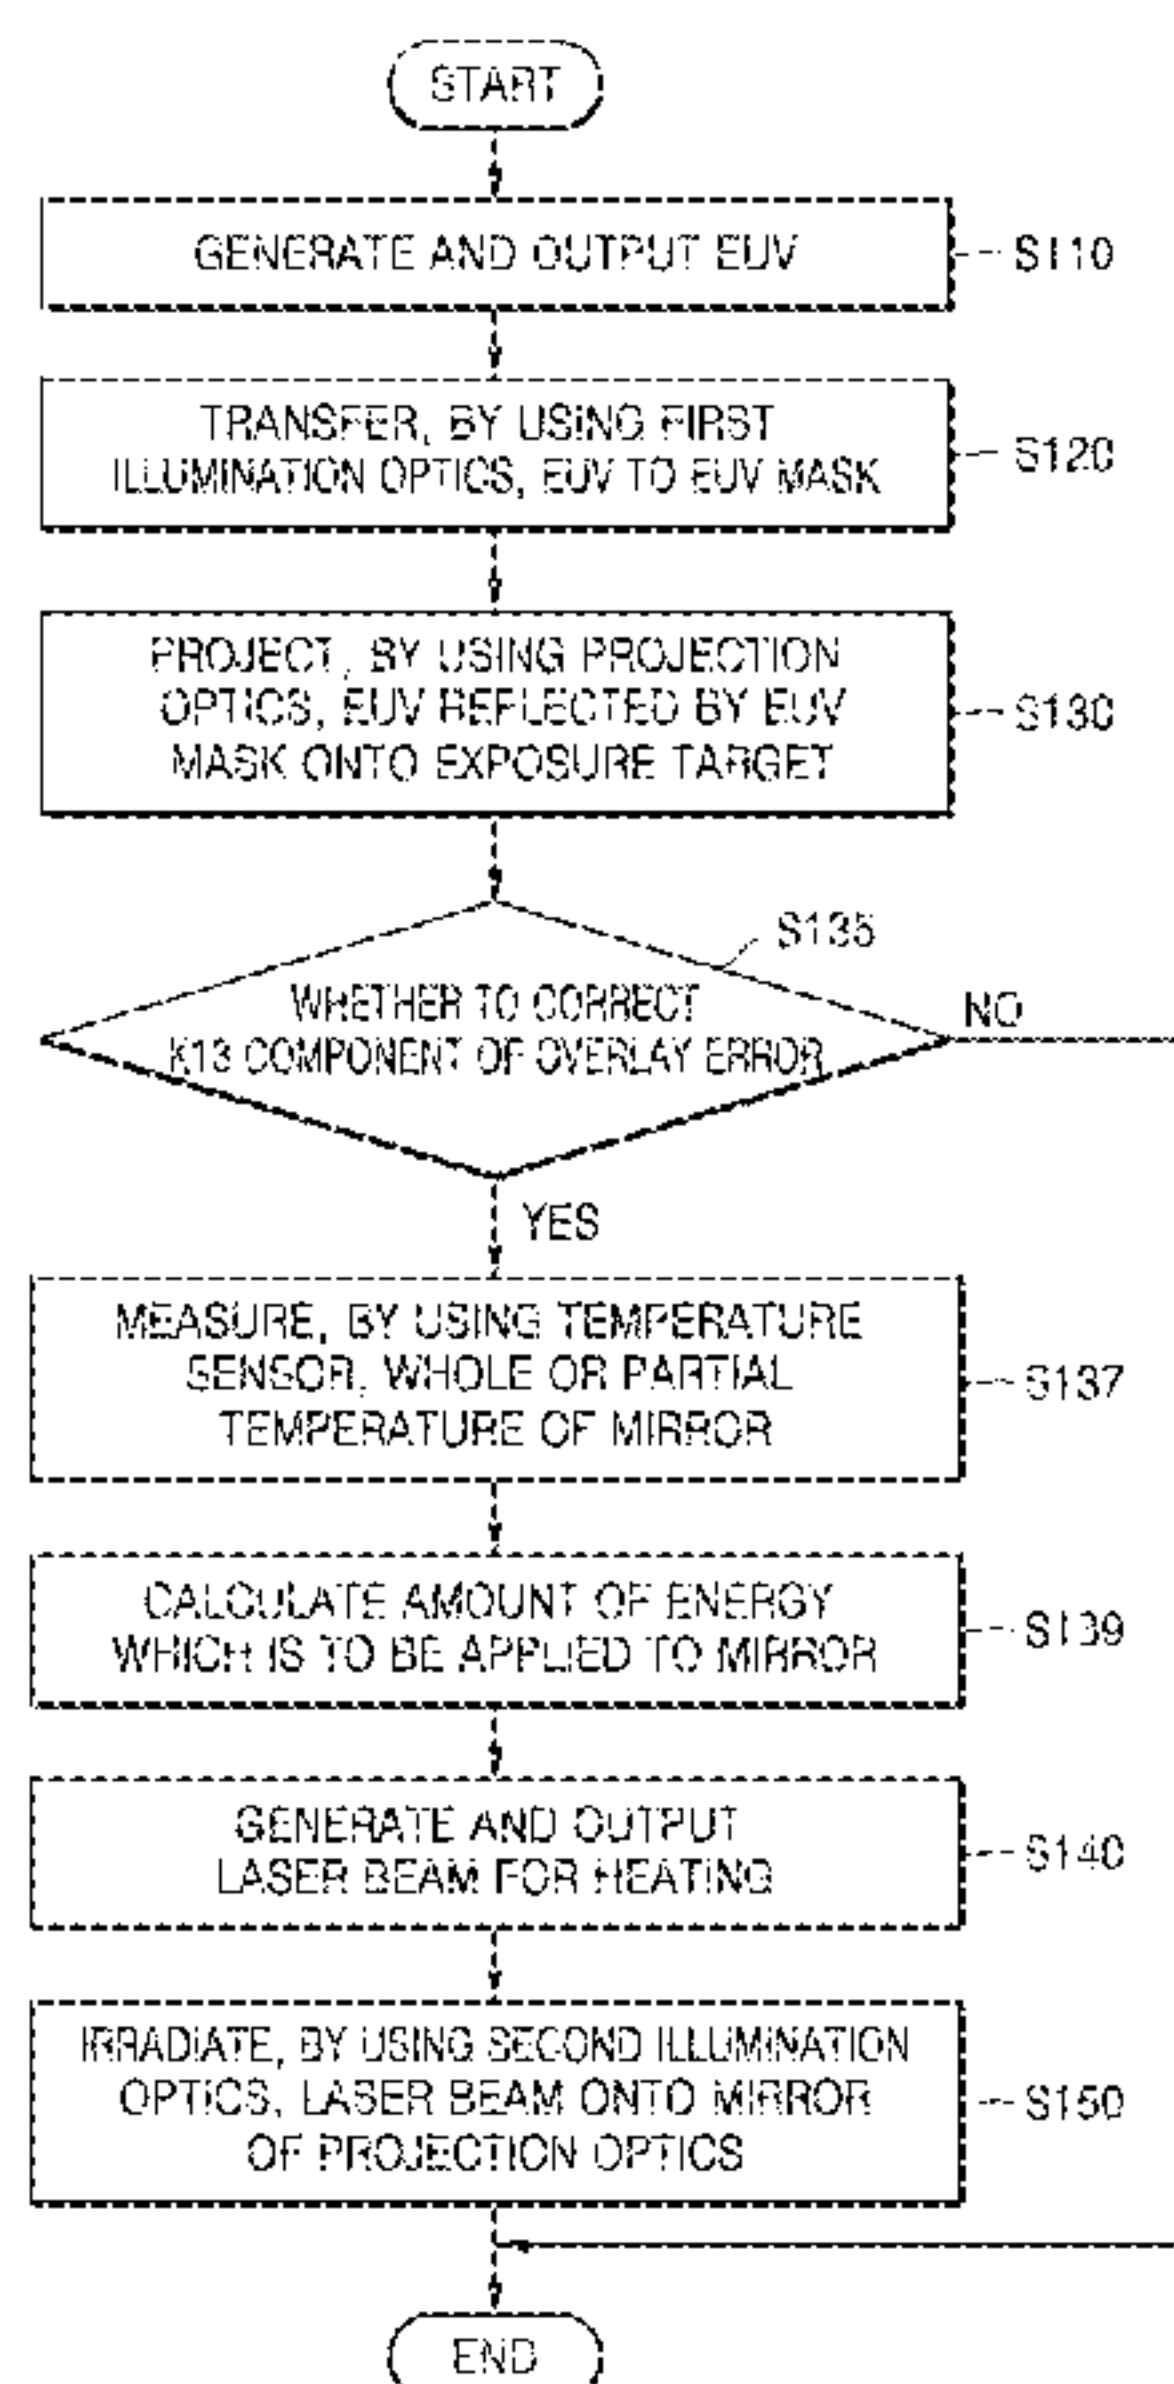 START
GENERATE AND OUTPUT EUV
S110
TRANSFER, BY USING FIRST
ILLUMINATION OPTICS, EUV TO EUV MASK
S120
PROJECT, BY USING PROJECTION
OPTICS, EUV REFLECTED BY EUV
MASK ONTO EXPOSURE TARGET
S130
S135
WHETHER TO CORRECT
K13 COMPONENT OF OVERLAY ERROR
NO
YES
MEASURE, BY USING TEMPERATURE
SENSOR, WHOLE OR PARTIAL
TEMPERATURE OF MIRROR
S137
CALCULATE AMOUNT OF ENERGY
WHICH IS TO BE APPLIED TO MIRROR
S139
GENERATE AND OUTPUT
LASER BEAM FOR HEATING
S140
IRRADIATE, BY USING SECOND ILLUMINATION
OPTICS, LASER BEAM ONTO MIRROR
OF PROJECTION OPTICS
S150
END